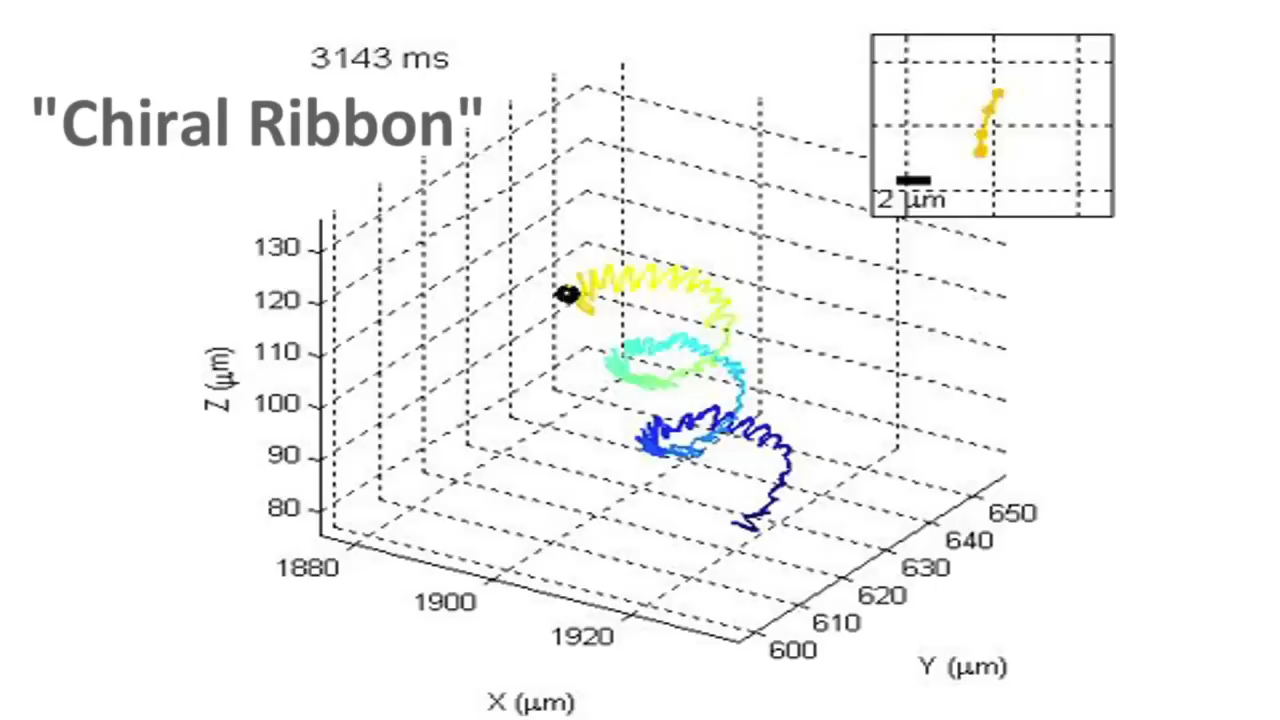 3143 ms
"Chiral Ribbon"
2 μm
130
120
110
100
90
80
Z (μm)
1880
1900
1920
X (μm)
600
610
620
630
640
650
Y (μm)